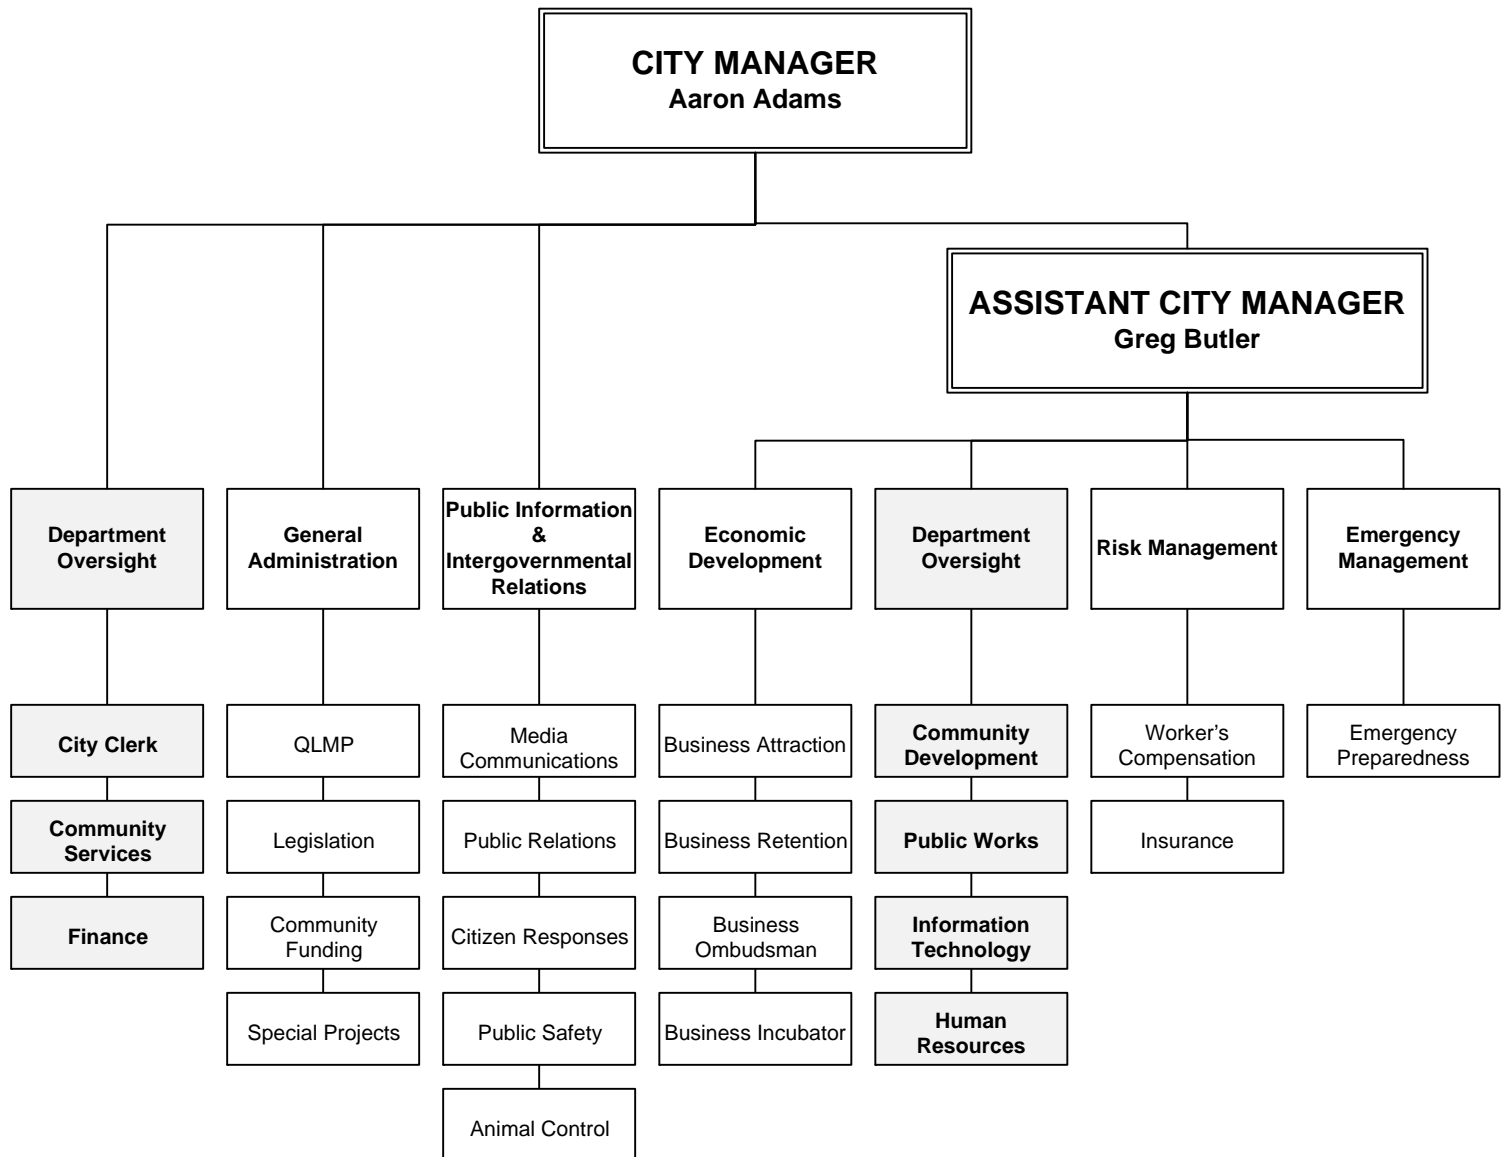 CITY MANAGER
Aaron Adams
ASSISTANT CITY MANAGER
Greg Butler
Department
Oversight
General
Administration
Public Information
&
Intergovernmental
Relations
Economic
Development
Department
Oversight
Risk Management
Emergency
Management
City Clerk
QLMP
Media
Communications
Business Attraction
Community
Development
Worker’s
Compensation
Emergency
Preparedness
Community
Services
Legislation
Public Relations
Business Retention
Public Works
Insurance
Finance
Community
Funding
Citizen Responses
Business
Ombudsman
Information
Technology
Special Projects
Public Safety
Business Incubator
Human
Resources
Animal Control